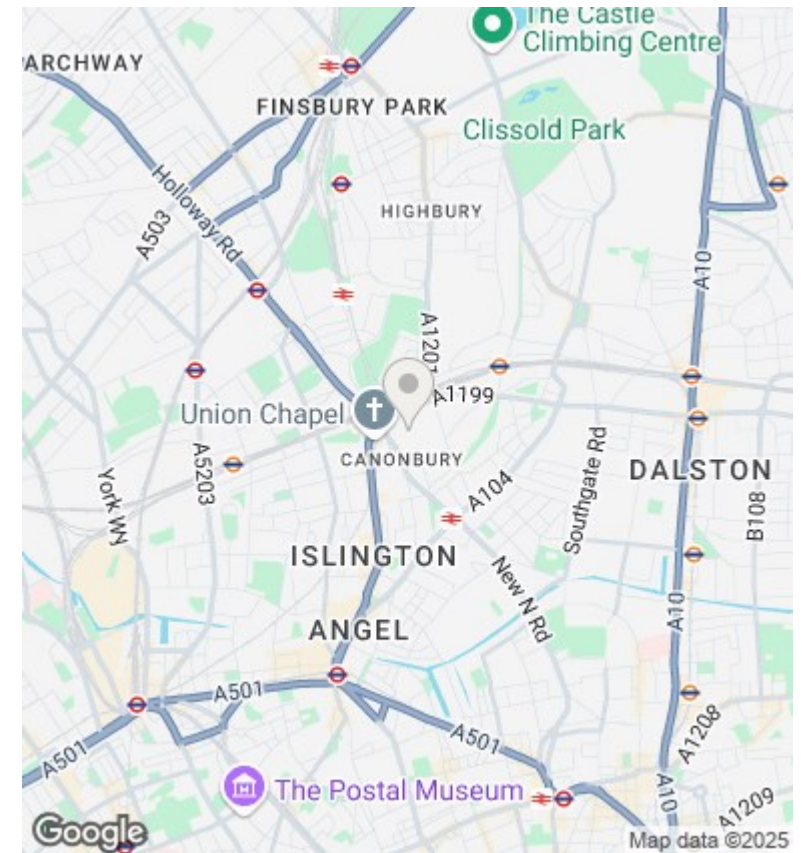 The Castle
Climbing Centre
ARCHWAY
FINSBURY PARK
Clissold Park
Holloway Rd
A503
HIGHBURY
A10
A1201
A1199
Union Chapel
CANONBURY
A5203
York Wy
A104
Southgate Rd
DALSTON
B108
ISLINGTON
New N Rd
ANGEL
A10
A501
A501
A501
A1208
The Postal Museum
A10
A1209
Google
Map data ©2025